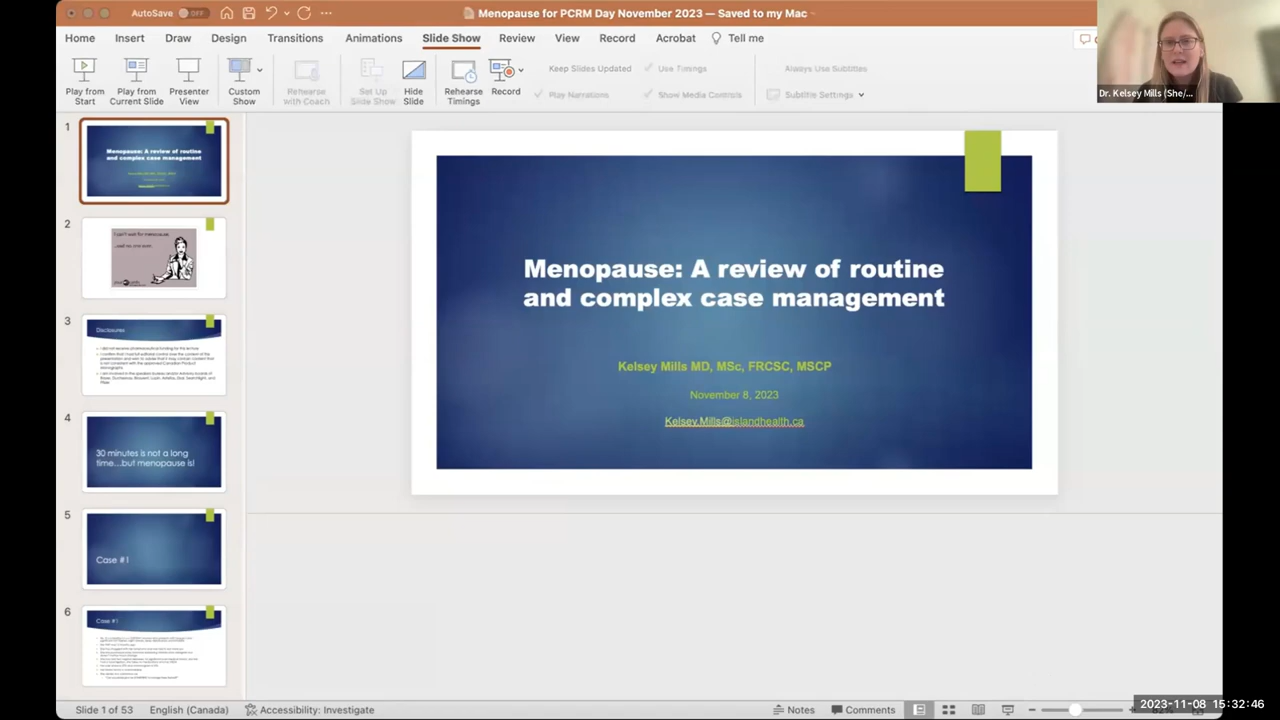 AutoSave OFF
Menopause for PCRM Day November 2023 — Saved to my Mac
Home Insert Draw Design Transitions Animations Slide Show Review View Record Acrobat Tell me
Play from Start
Play from Current Slide
Presenter View
Custom Show
Rehearse with Coach
Set Up Slide Show
Hide Slide
Rehearse Timings
Record
Keep Slides Updated
Play Narrations
Use Timings
Show Media Controls
Always Use Subtitles
Subtitle Settings
Dr. Kelsey Mills (She/...
1
Menopause: A review of routine
and complex case management
2
I can't wait for menopause.
3
Disclosures
4
30 minutes is not a long
time...but menopause is!
5
Case #1
6
Case #1
Menopause: A review of routine
and complex case management
Kelsey Mills MD, MSc, FRCSC, MSCP
November 8, 2023
Kelsey.Mills@islandhealth.ca
Slide 1 of 53 English (Canada) Accessibility: Investigate
Notes Comments
2023-11-08 15:32:46